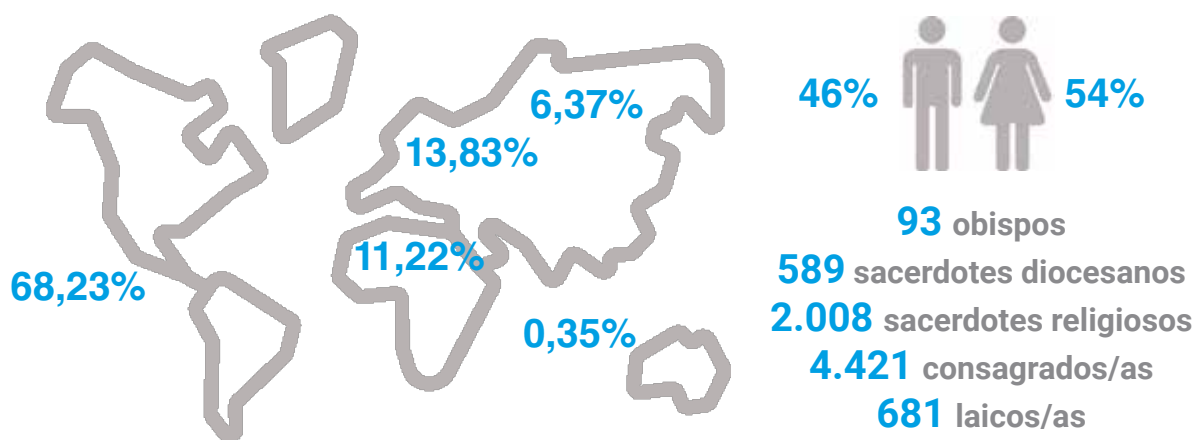 6,37%
13,83%
11,22%
68,23%
0,35%
46%
54%
93 obispos
589 sacerdotes diocesanos
2.008 sacerdotes religiosos
4.421 consagrados/as
681 laicos/as